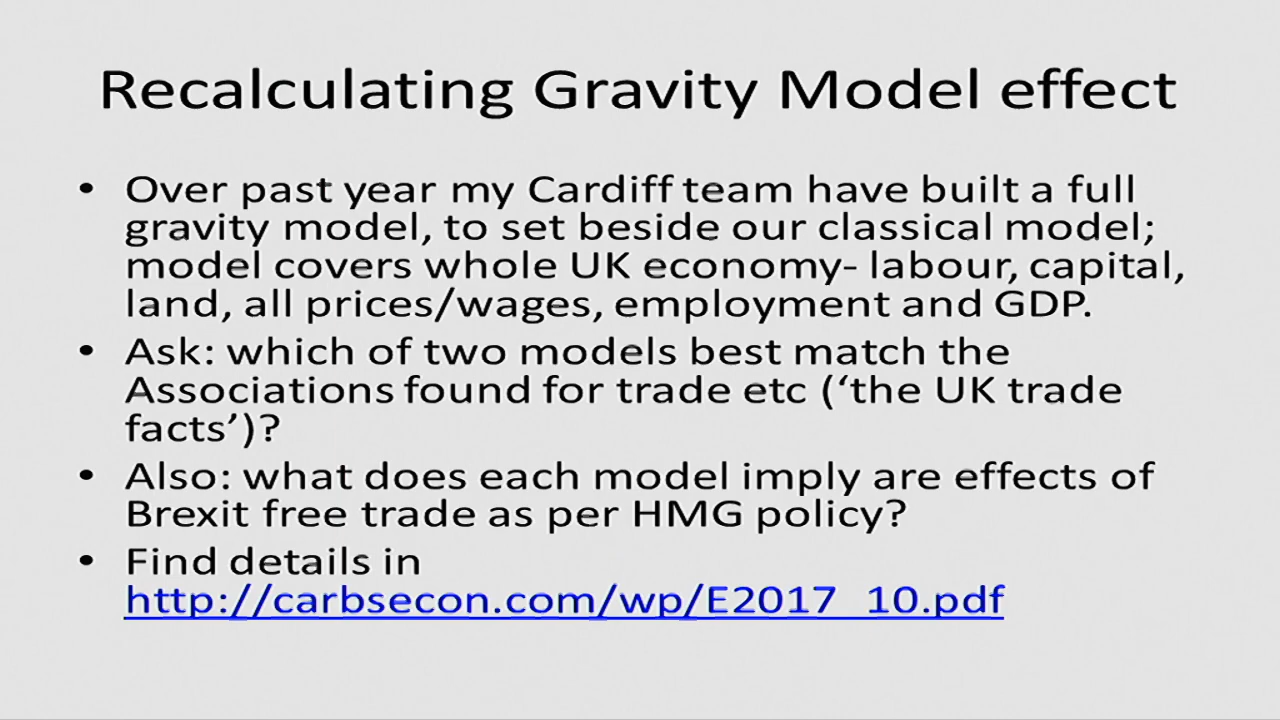 Recalculating Gravity Model effect
• Over past year my Cardiff team have built a full
gravity model, to set beside our classical model;
model covers whole UK economy- labour, capital,
land, all prices/wages, employment and GDP.
• Ask: which of two models best match the
Associations found for trade etc (‘the UK trade
facts’)?
• Also: what does each model imply are effects of
Brexit free trade as per HMG policy?
• Find details in
http://carbsecon.com/wp/E2017_10.pdf